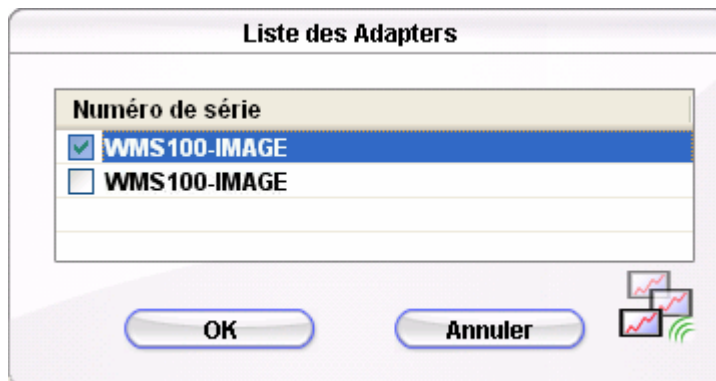 Liste des Adapters
Numéro de série
WMS100-IMAGE
WMS100-IMAGE
OK
Annuler